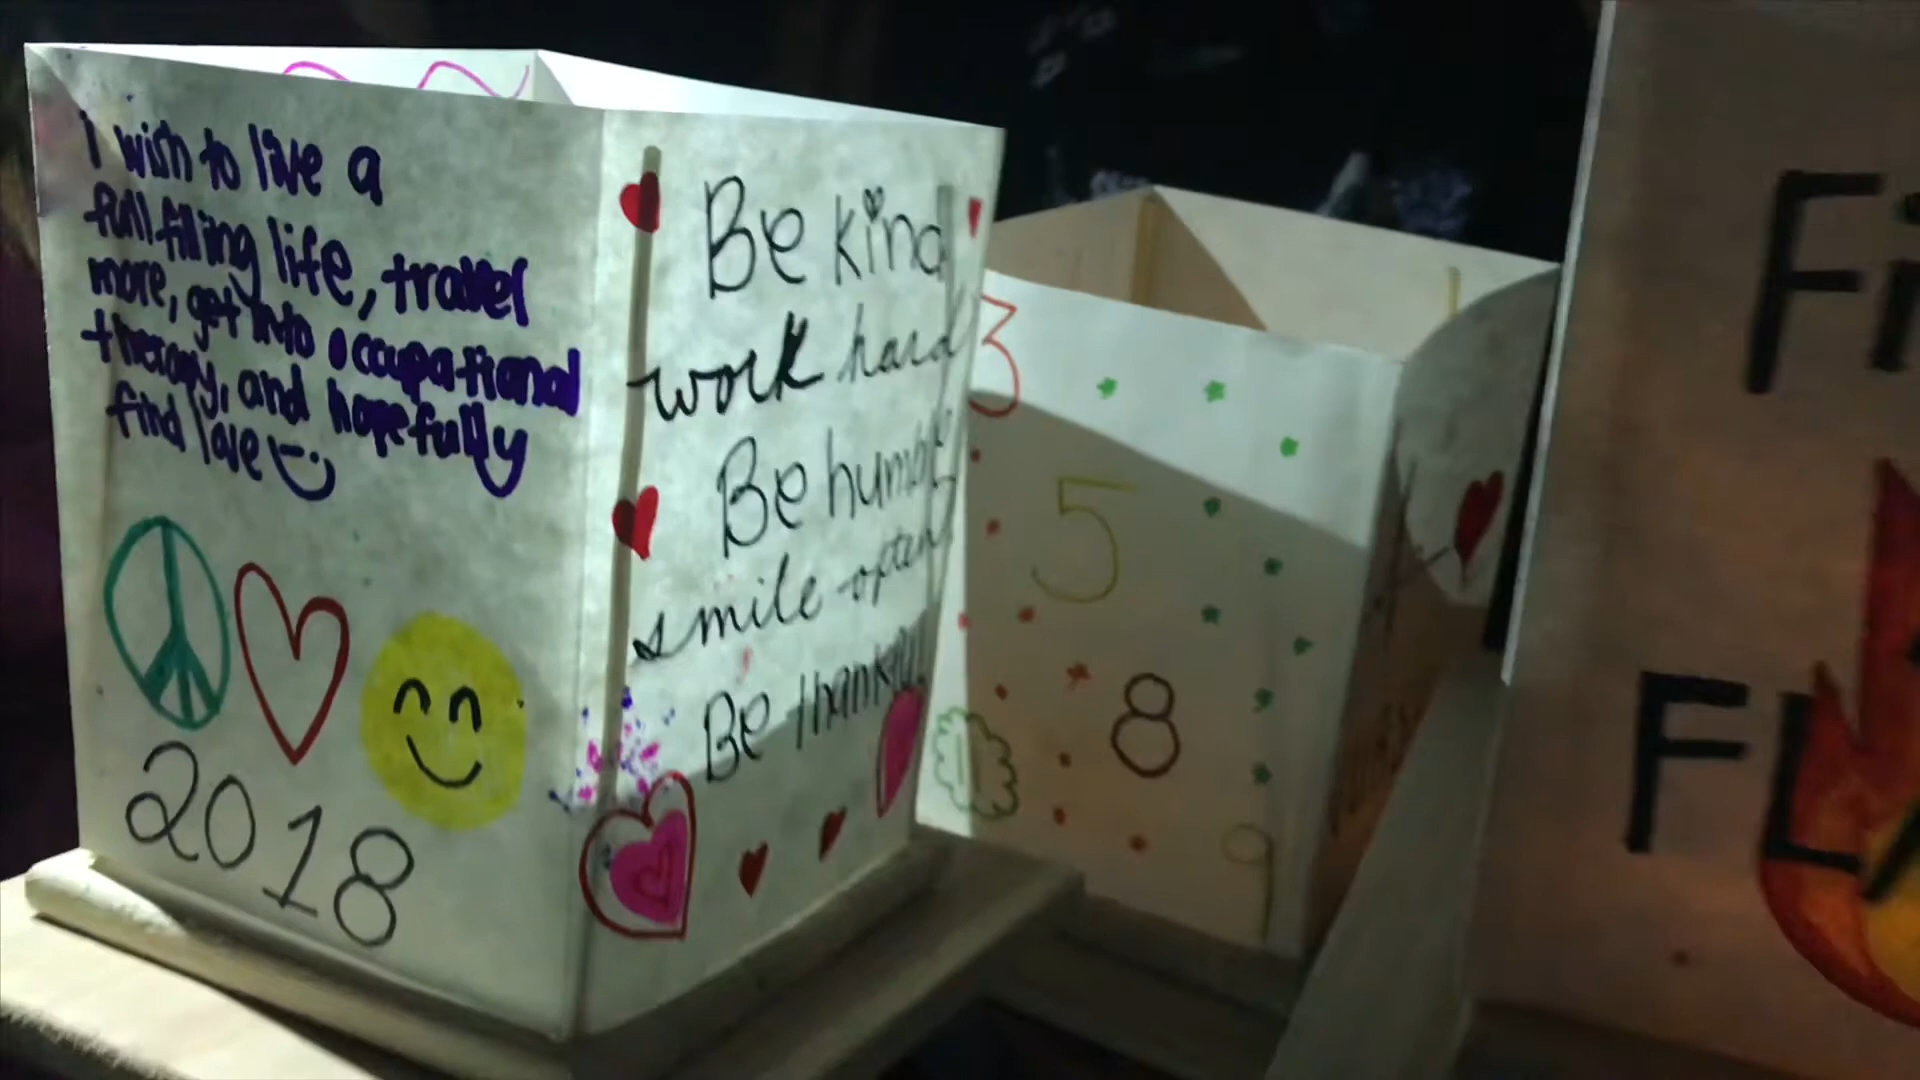 i wish to live a
fullfilling life, travel
more, get into occupational
therapy, and hopefully
find love
2018
Be kind
work hard
Be humble
smile often
Be thankful
3
5
8
9
Fi
FL